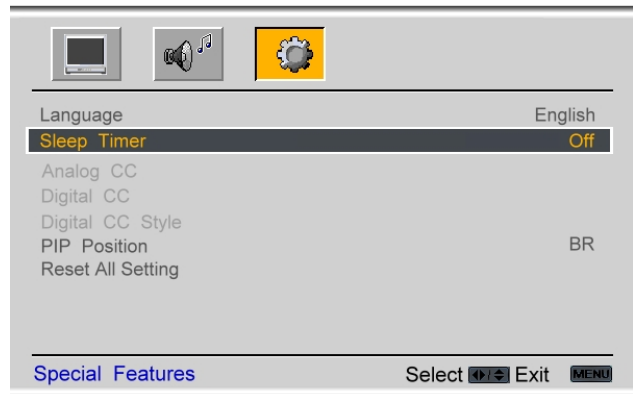 Language English
Sleep Timer Off
Analog CC
Digital CC
Digital CC Style
PIP Position BR
Reset All Setting
Special Features Select Exit MENU